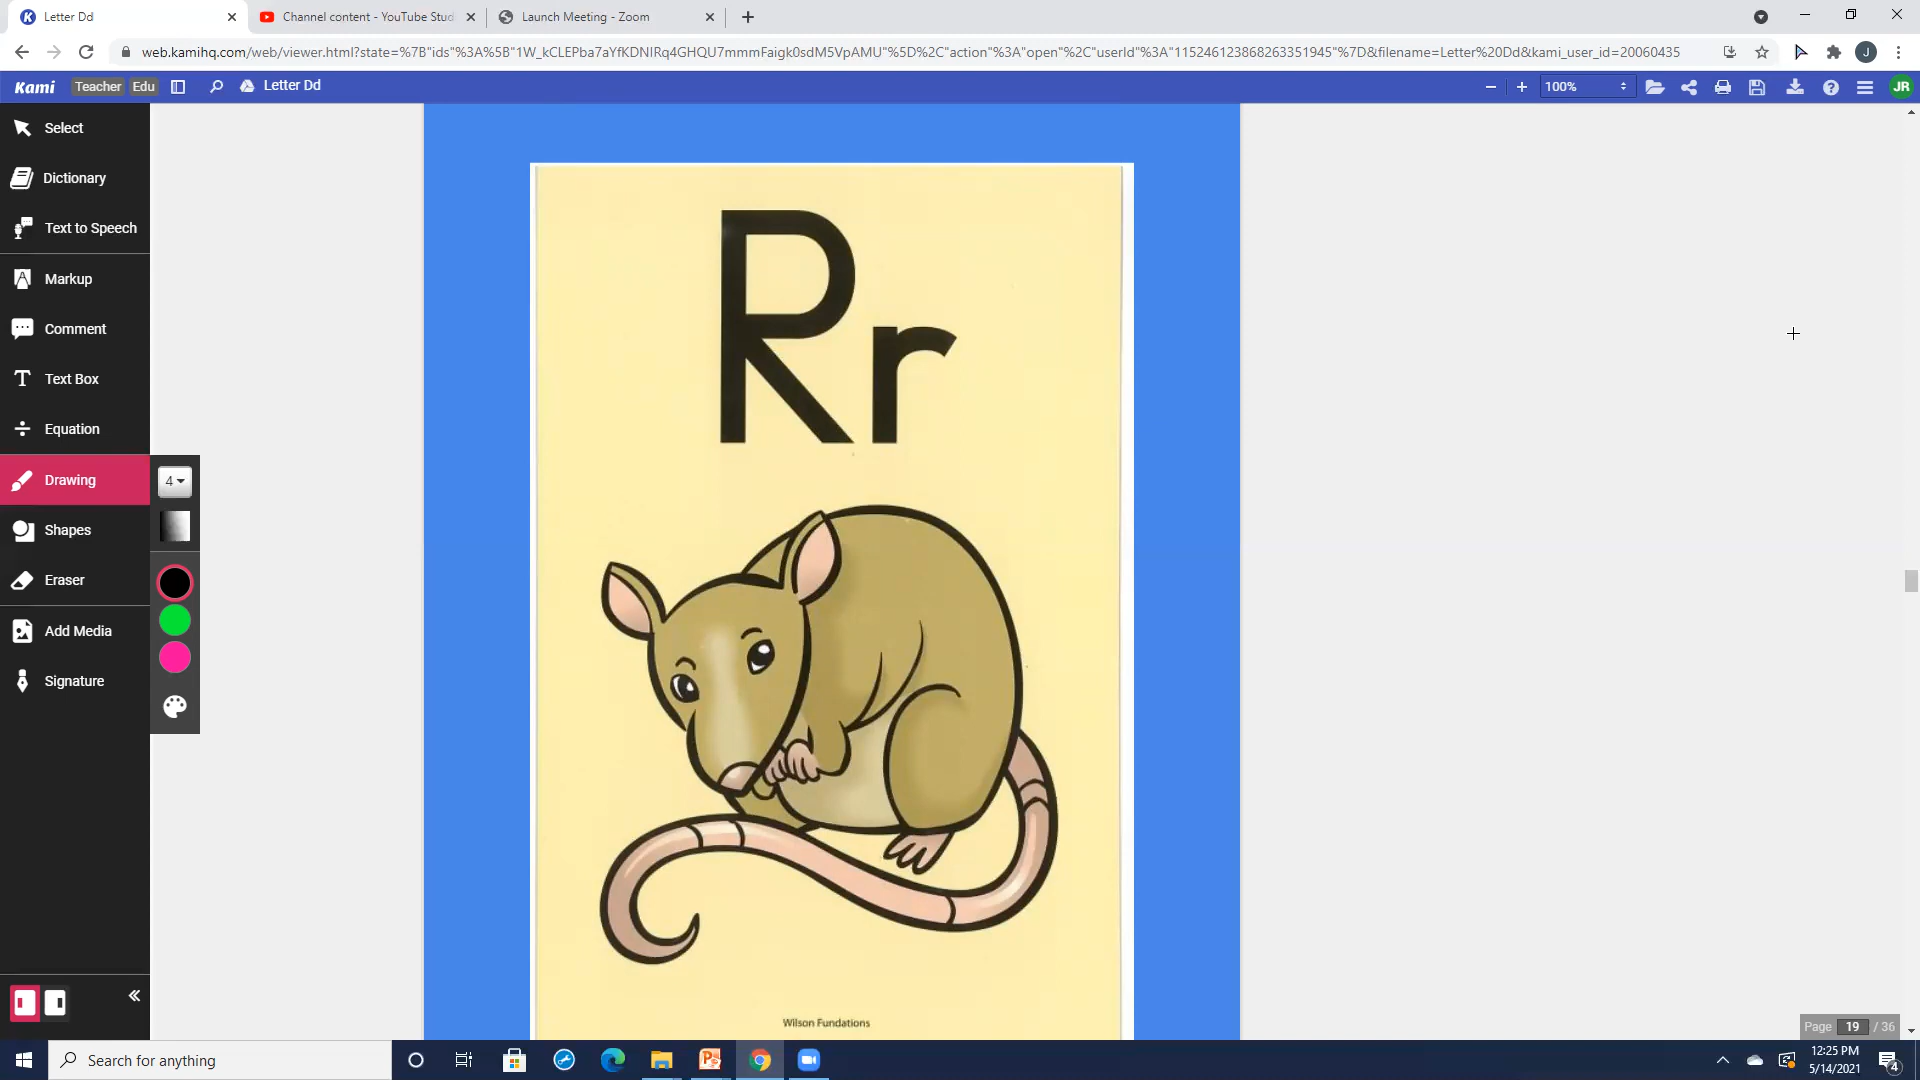 Letter Dd
Channel content - YouTube Stud
Launch Meeting - Zoom
web.kamihq.com/web/viewer.html?state=%7B"ids"%3A%5B"1W_kCLEPba7aYfKDNIRq4GHQU7mmmFaigk0sdM5VpAMU"%5D%2C"action"%3A"open"%2C"userId"%3A"115246123868263351945"%7D&filename=Letter%20Dd&kami_user_id=20060435
J
Kami Teacher Edu
Letter Dd
100%
JR
Select
Dictionary
Text to Speech
Markup
Comment
Text Box
Equation
Drawing
4
Shapes
Eraser
Add Media
Signature
Rr
Wilson Fundations
Page 19 / 36
Search for anything
12:25 PM
5/14/2021
4